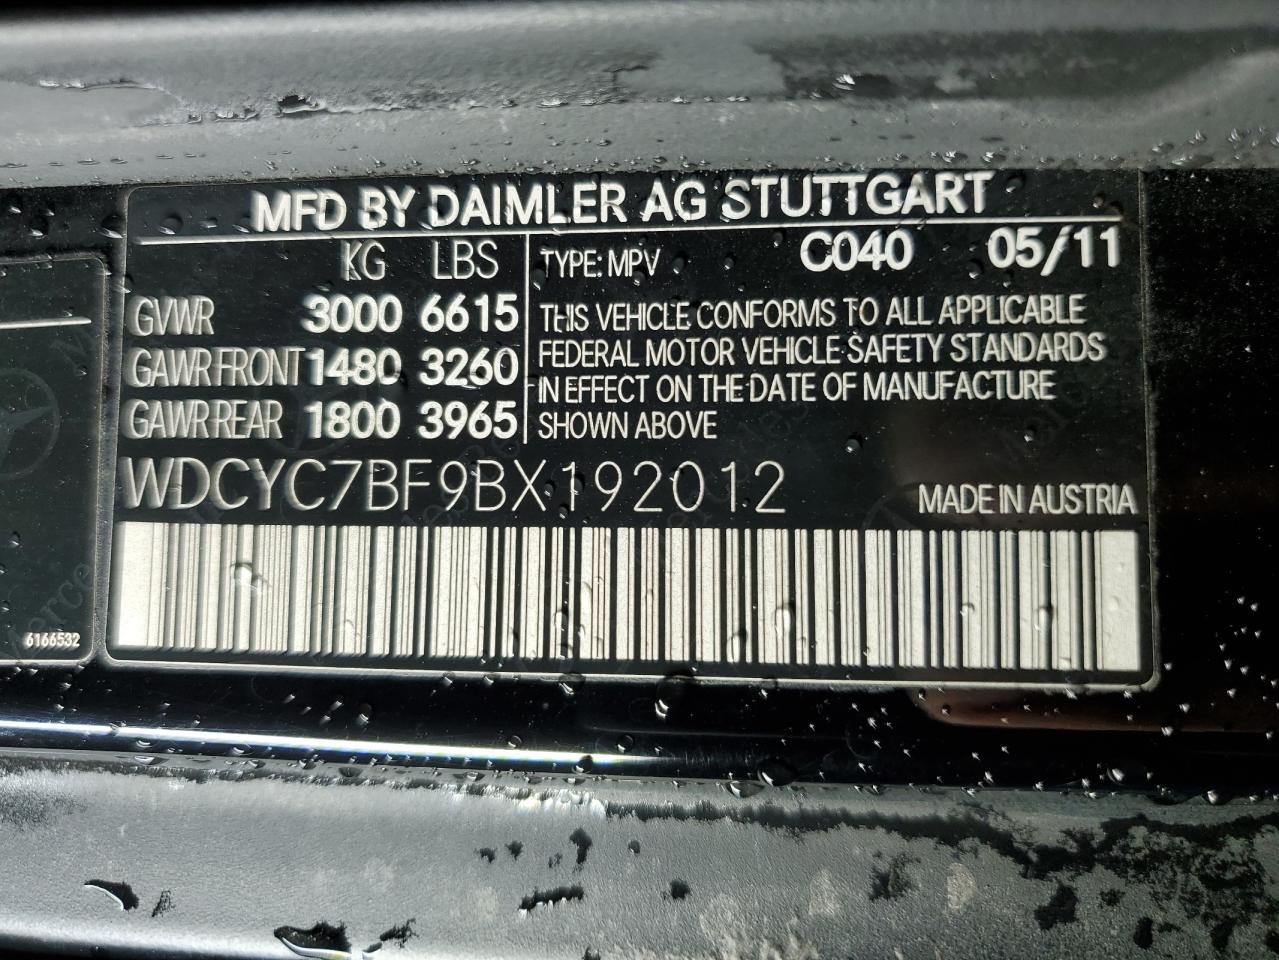 MFD BY DAIMLER AG STUTTGART
KG LBS
GVWR 3000 6615
GAWR FRONT 1480 3260
GAWR REAR 1800 3965
TYPE: MPV C040 05/11
THIS VEHICLE CONFORMS TO ALL APPLICABLE
FEDERAL MOTOR VEHICLE SAFETY STANDARDS
IN EFFECT ON THE DATE OF MANUFACTURE
SHOWN ABOVE
WDCYC7BF9BX192012
MADE IN AUSTRIA
6166532